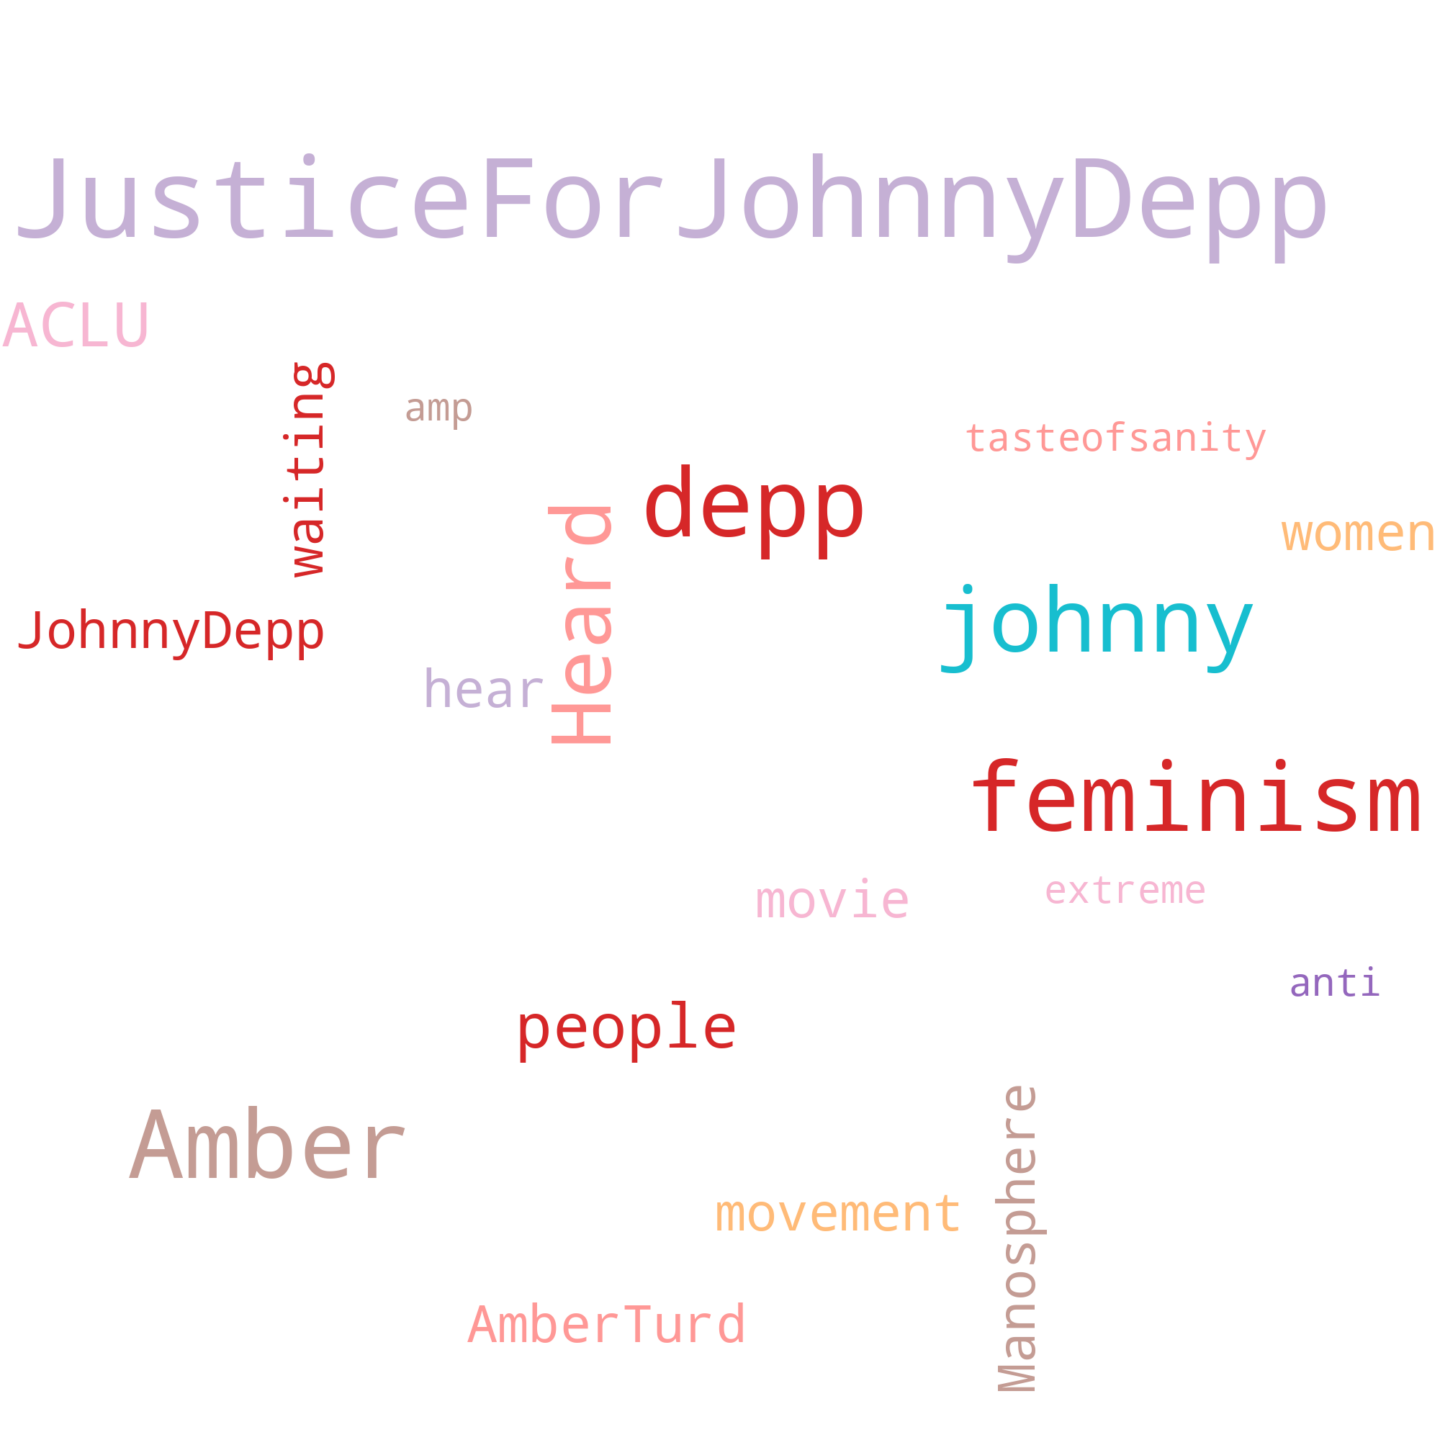 JusticeForJohnnyDepp
ACLU
waiting
amp
tasteofsanity
depp
women
Heard
johnny
JohnnyDepp
hear
feminism
movie
extreme
anti
people
Amber
Manosphere
movement
AmberTurd